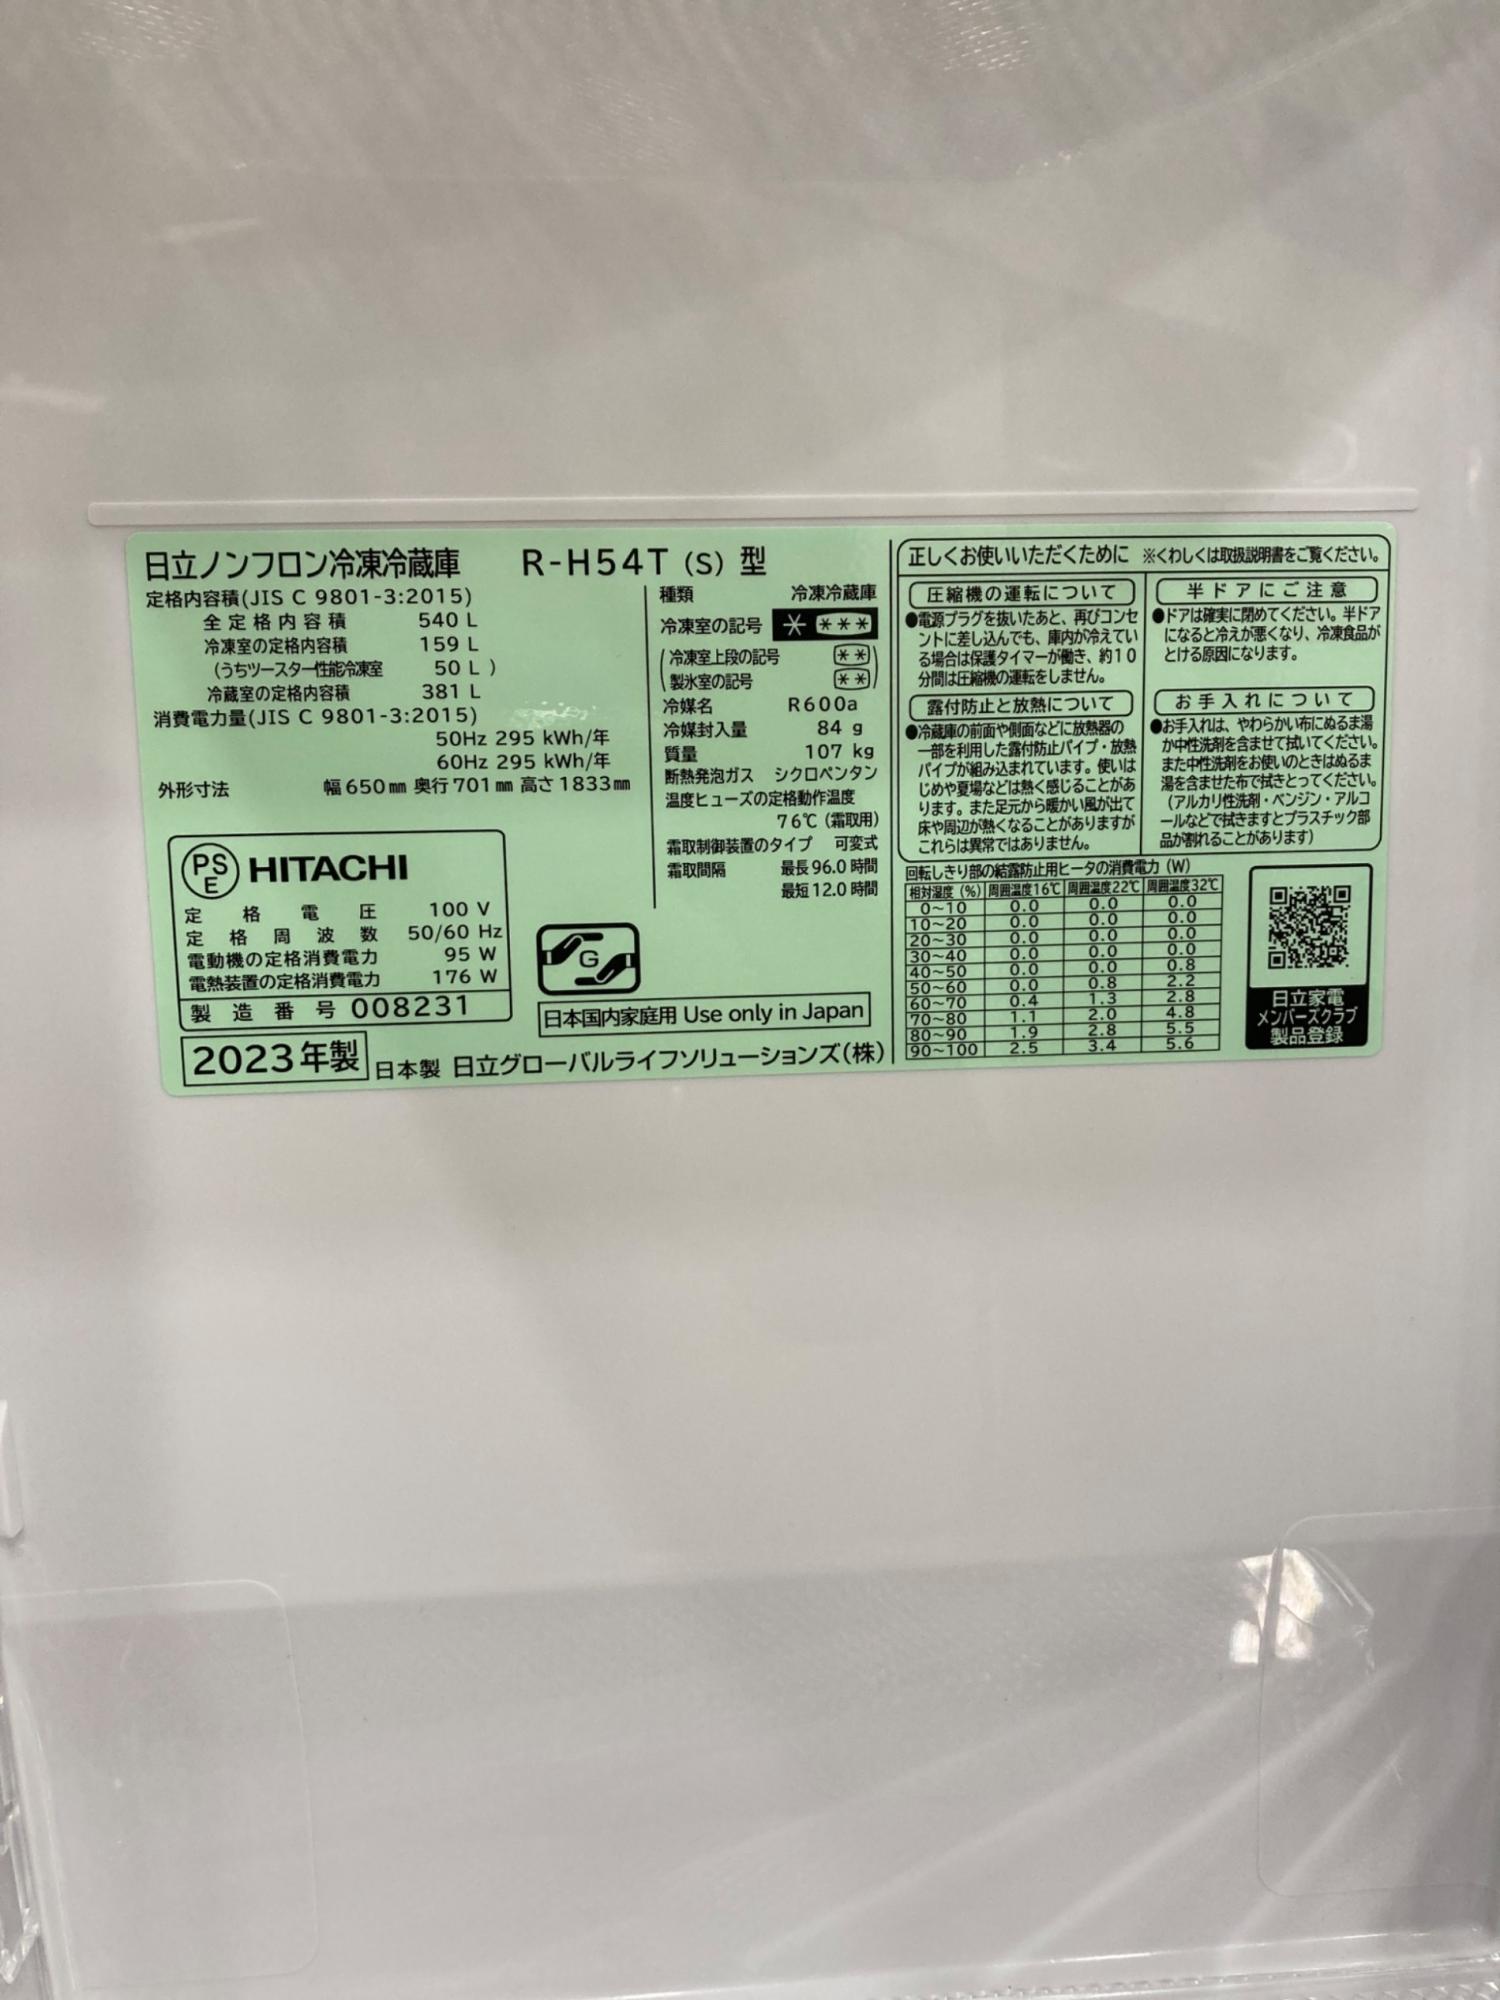 日立ノンフロン冷凍冷蔵庫 R-H54T (S) 型
定格内容積(JIS C 9801-3:2015)
全定格内容積 540 L
冷凍室の定格内容積 159 L
(うちツースター性能冷凍室 50 L )
冷蔵室の定格内容積 381 L
消費電力量(JIS C 9801-3:2015)
50Hz 295 kWh/年
60Hz 295 kWh/年
外形寸法 幅650㎜ 奥行701㎜ 高さ1833㎜
PS
E
HITACHI
定格電圧 100 V
定格周波数 50/60 Hz
電動機の定格消費電力 95 W
電熱装置の定格消費電力 176 W
製造番号 008231
2023年製
日本製 日立グローバルライフソリューションズ(株)
種類 冷凍冷蔵庫
冷凍室の記号 * ***
(冷凍室上段の記号 **
製氷室の記号 **)
冷媒名 R600a
冷媒封入量 84 g
質量 107 kg
断熱発泡ガス シクロペンタン
温度ヒューズの定格動作温度
76℃ (霜取用)
霜取制御装置のタイプ 可変式
霜取間隔 最長96.0時間
最短12.0時間
G
日本国内家庭用 Use only in Japan
正しくお使いいただくために ※くわしくは取扱説明書をご覧ください。
圧縮機の運転について
●電源プラグを抜いたあと、再びコンセ
ントに差し込んでも、庫内が冷えてい
る場合は保護タイマーが働き、約10
分間は圧縮機の運転をしません。
露付防止と放熱について
●冷蔵庫の前面や側面などに放熱器の
一部を利用した露付防止パイプ・放熱
パイプが組み込まれています。使いは
じめや夏場などは熱く感じることがあ
ります。また足元から暖かい風が出て
床や周辺が熱くなることがありますが
これらは異常ではありません。
半ドアにご注意
●ドアは確実に閉めてください。半ドア
になると冷えが悪くなり、冷凍食品が
とける原因になります。
お手入れについて
●お手入れは、やわらかい布にぬるま湯
か中性洗剤を含ませて拭いてください。
また中性洗剤をお使いのときはぬるま
湯を含ませた布で拭きとってください。
(アルカリ性洗剤・ベンジン・アルコ
ールなどで拭きますとプラスチック部
品が割れることがあります)
回転しきり部の結露防止用ヒータの消費電力 (W)
相対湿度 (%) 周囲温度16℃ 周囲温度22℃ 周囲温度32℃
0~10 0.0 0.0 0.0
10~20 0.0 0.0 0.0
20~30 0.0 0.0 0.0
30~40 0.0 0.0 0.0
40~50 0.0 0.0 0.8
50~60 0.0 0.8 2.2
60~70 0.4 1.3 2.8
70~80 1.1 2.0 4.8
80~90 1.9 2.8 5.5
90~100 2.5 3.4 5.6
日立家電
メンバーズクラブ
製品登録